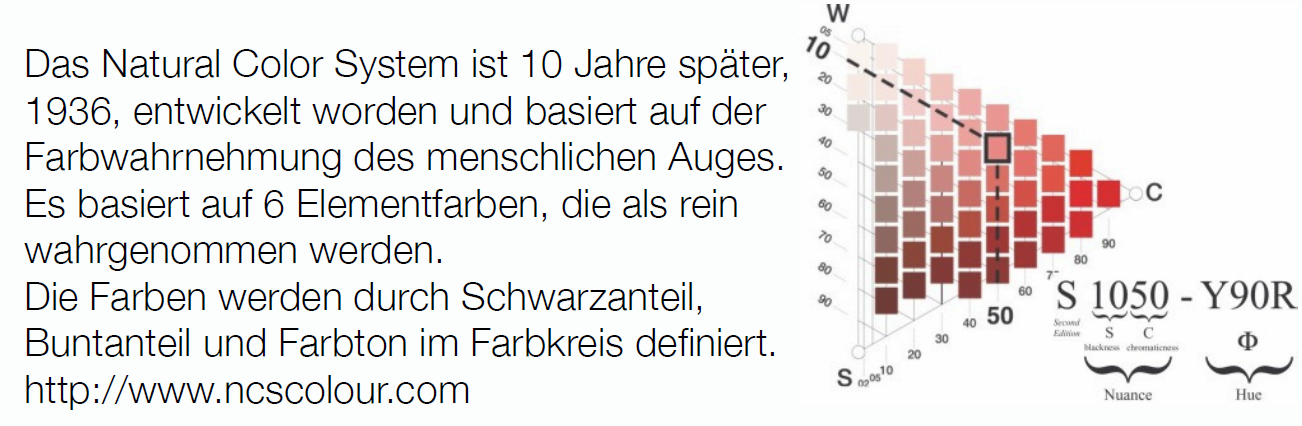 Das Natural Color System ist 10 Jahre später,
1936, entwickelt worden und basiert auf der
Farbwahrnehmung des menschlichen Auges.
Es basiert auf 6 Elementfarben, die als rein
wahrgenommen werden.
Die Farben werden durch Schwarzanteil,
Buntanteil und Farbton im Farbkreis definiert.
http://www.ncscolour.com
W
05
10
20
30
40
50
60
70
80
90
S
02 05 10
20
30
40
50
60
80
90
C
S 1050 - Y90R
Second
Edition
S C Φ
blackness chromaticness
Nuance Hue